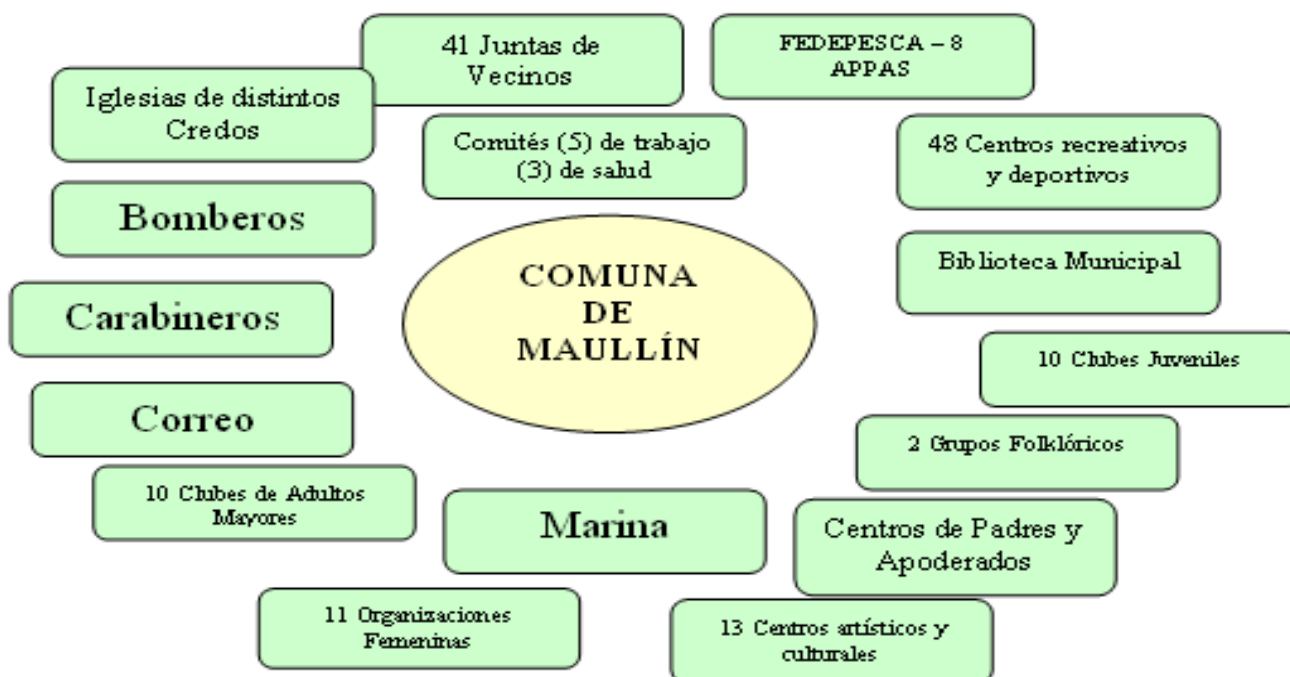 41 Juntas de
Vecinos
FEDEPESCA – 8
APPAS
Iglesias de distintos
Credos
Comités (5) de trabajo
(3) de salud
48 Centros recreativos
y deportivos
Bomberos
Biblioteca Municipal
COMUNA
DE
MAULLÍN
Carabineros
10 Clubes Juveniles
Correo
2 Grupos Folklóricos
10 Clubes de Adultos
Mayores
Marina
Centros de Padres y
Apoderados
11 Organizaciones
Femeninas
13 Centros artísticos y
culturales